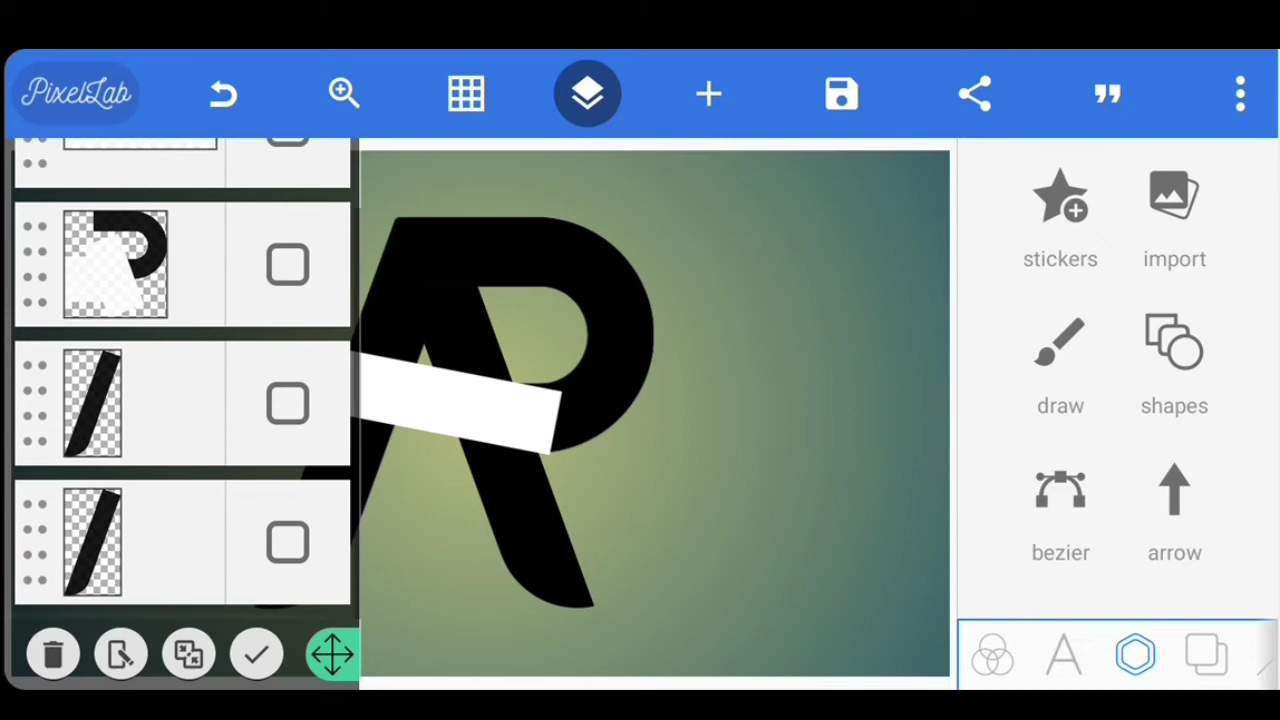 PixelLab
stickers
import
draw
shapes
bezier
arrow